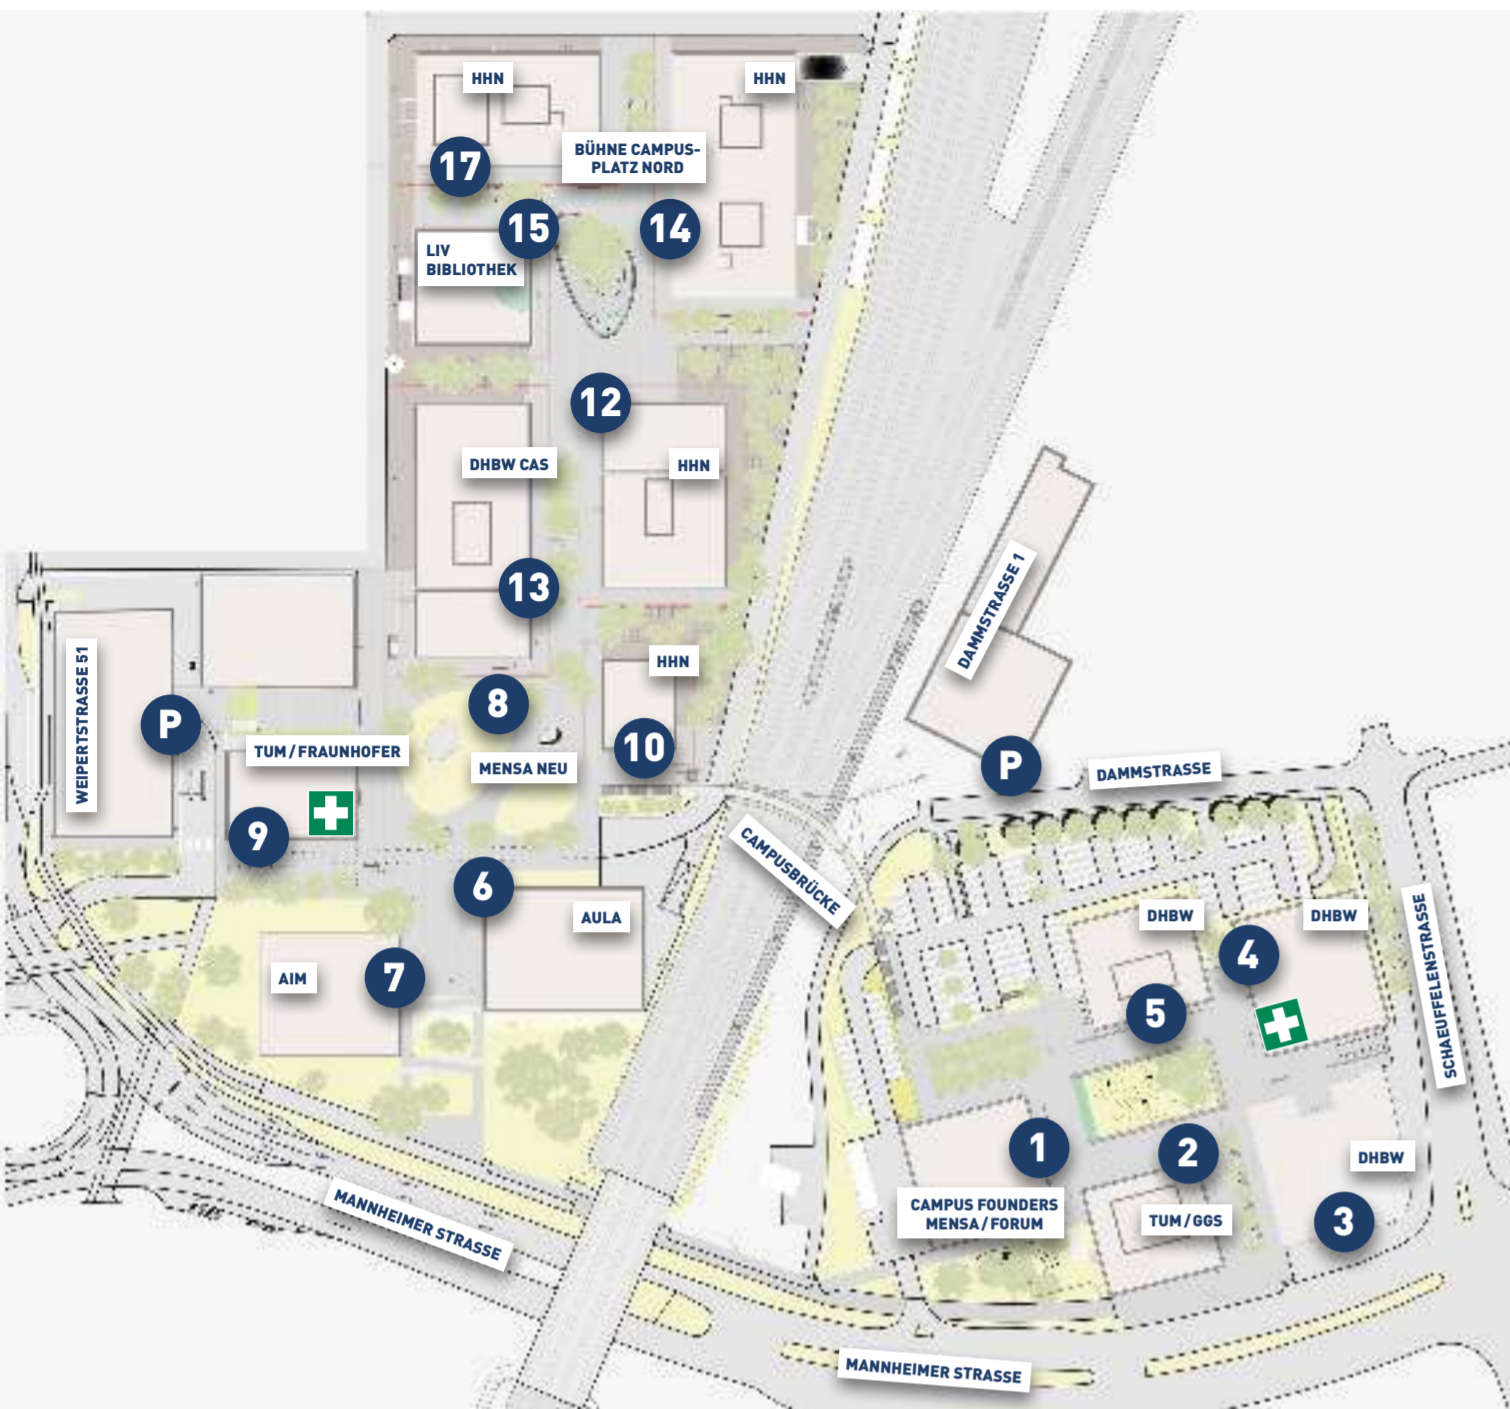 HHN
HHN
BÜHNE CAMPUS-
PLATZ NORD
17
15
14
LIV
BIBLIOTHEK
12
DHBW CAS
HHN
13
DAMMSTRASSE 1
WEIPERTSTRASSE 51
HHN
8
P
10
TUM / FRAUNHOFER
MENSA NEU
P
DAMMSTRASSE
9
CAMPUSBRÜCKE
6
AULA
DHBW
DHBW
SCHAEUFFELENSTRASSE
AIM
7
4
5
1
2
DHBW
MANNHEIMER STRASSE
CAMPUS FOUNDERS
MENSA / FORUM
TUM / GGS
3
MANNHEIMER STRASSE